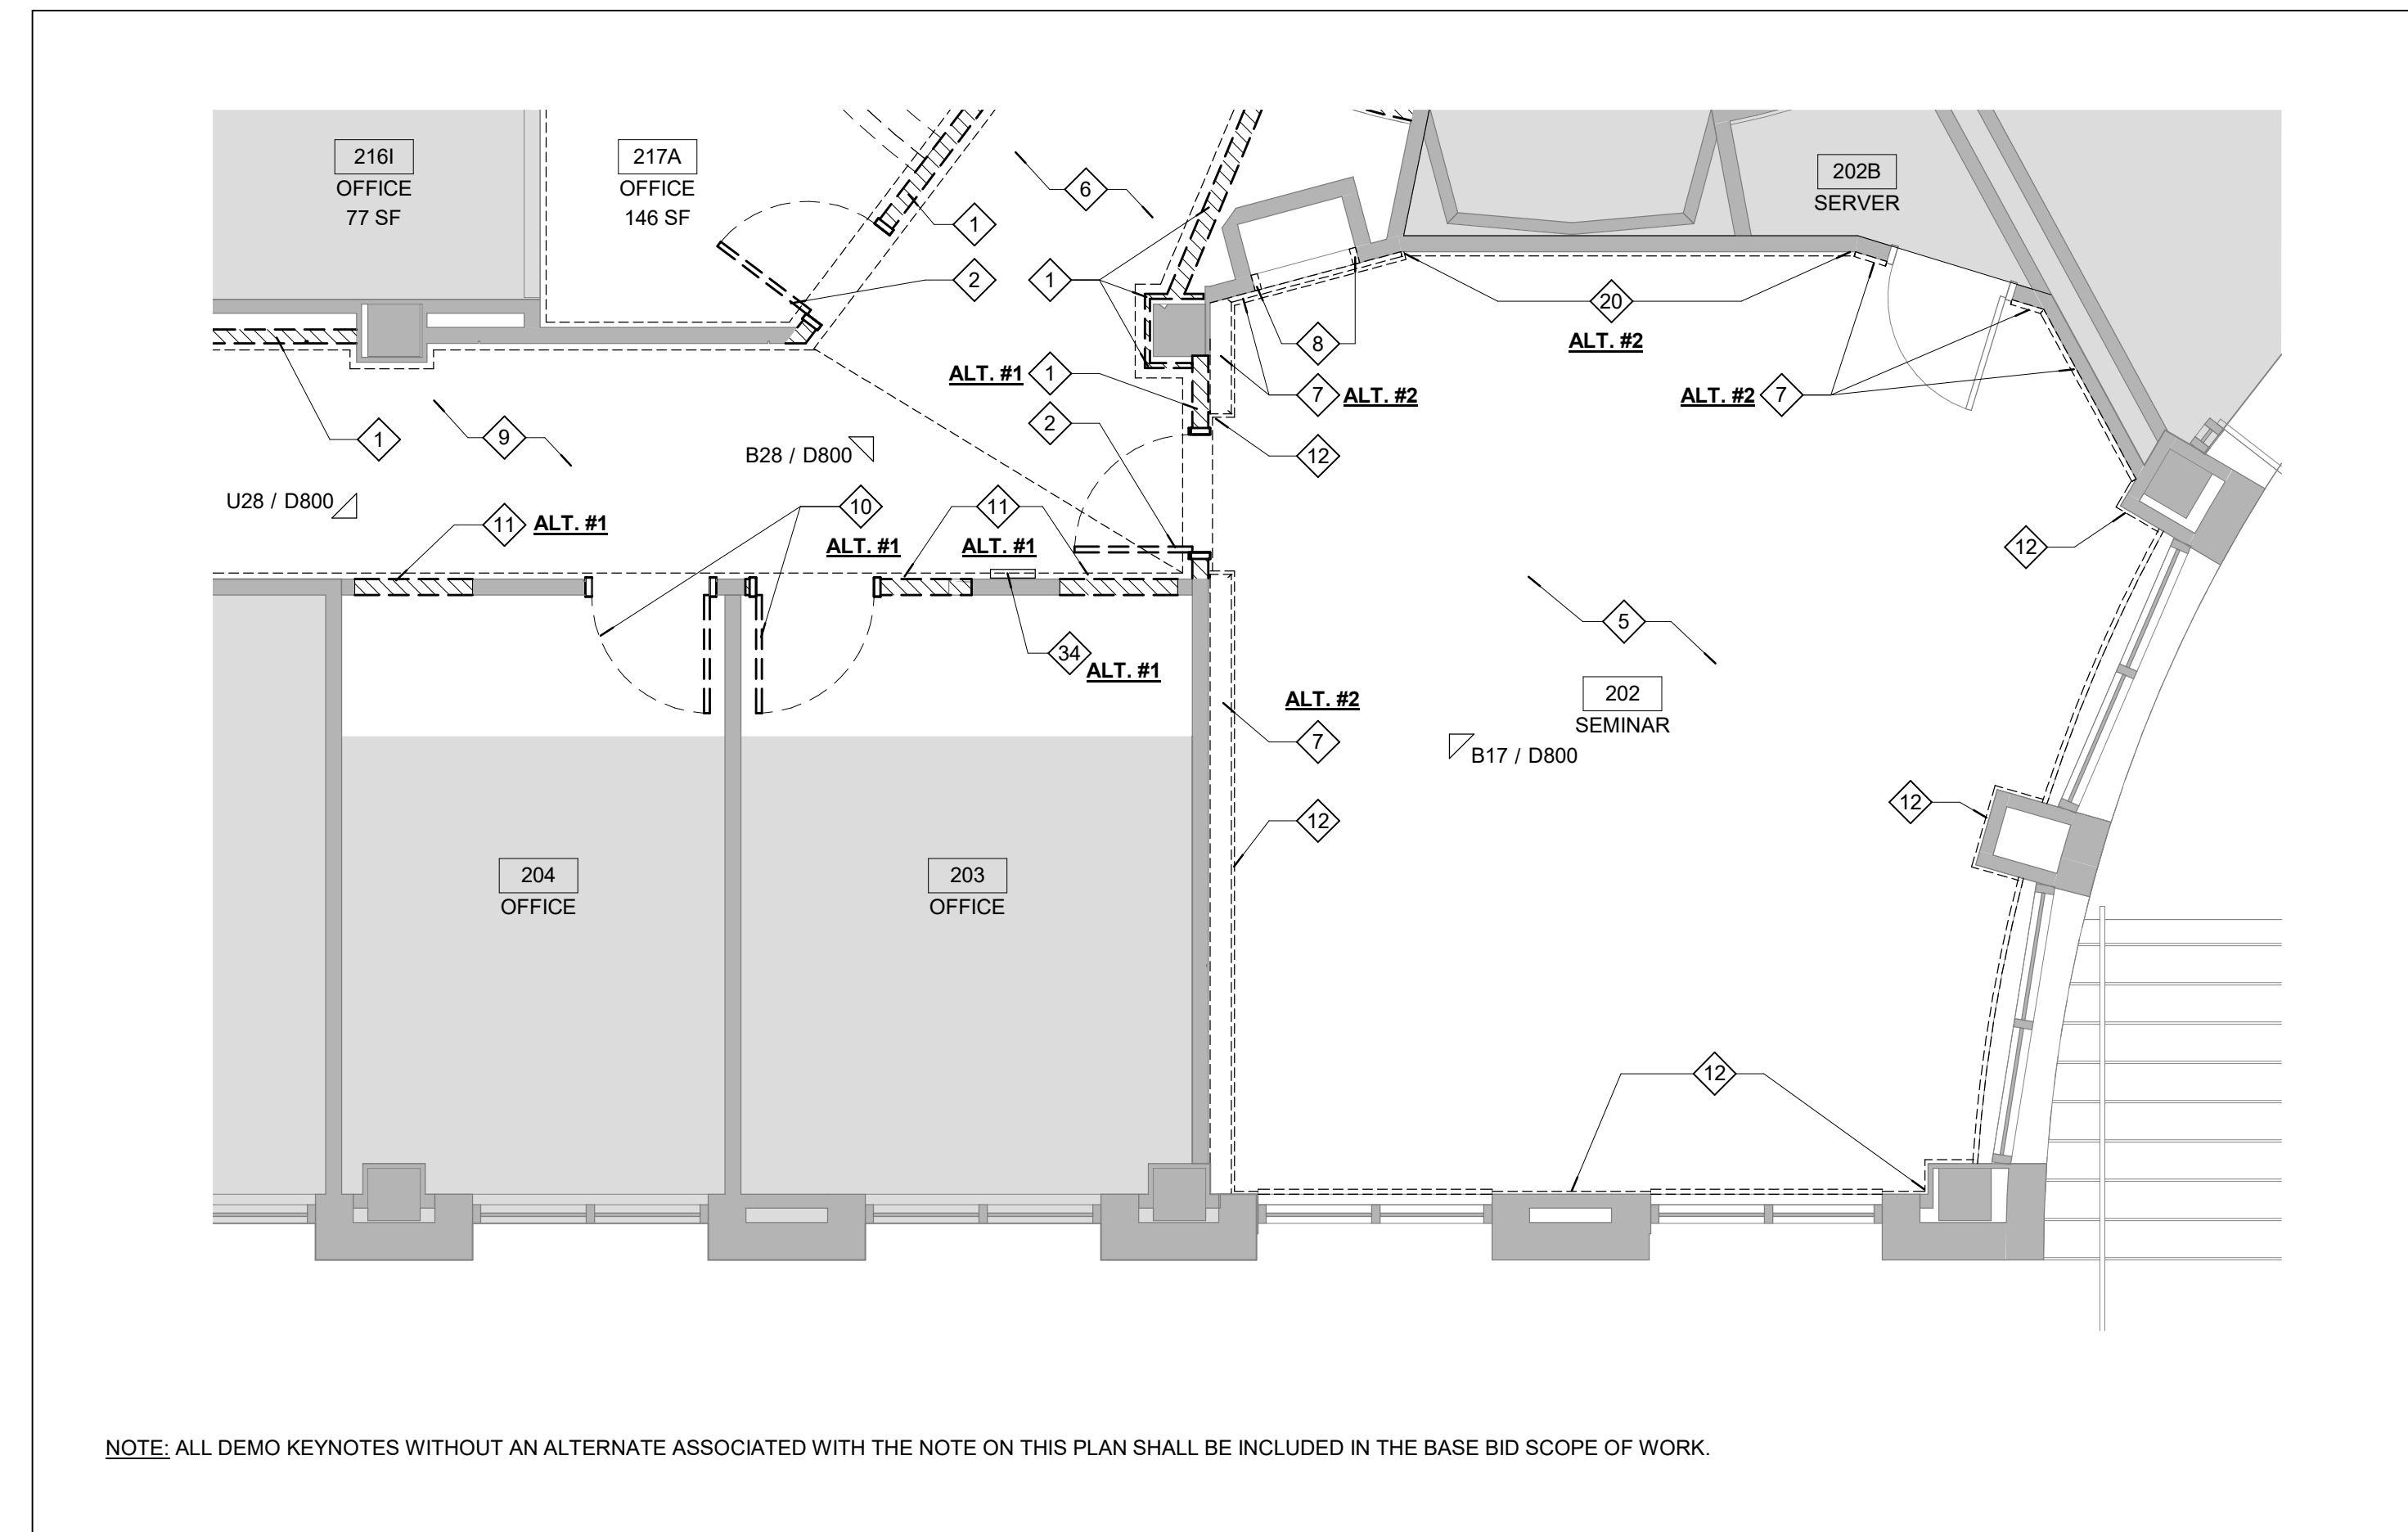 216I
OFFICE
77 SF
217A
OFFICE
146 SF
202B
SERVER
6
1
2
1
20
ALT. #2
8
ALT. #1 1
7 ALT. #2
ALT. #2 7
2
1
9
B28 / D800
12
U28 / D800
11 ALT. #1
10
ALT. #1
11
ALT. #1
12
5
34
ALT. #1
202
SEMINAR
ALT. #2
7
B17 / D800
12
12
204
OFFICE
203
OFFICE
12
NOTE: ALL DEMO KEYNOTES WITHOUT AN ALTERNATE ASSOCIATED WITH THE NOTE ON THIS PLAN SHALL BE INCLUDED IN THE BASE BID SCOPE OF WORK.